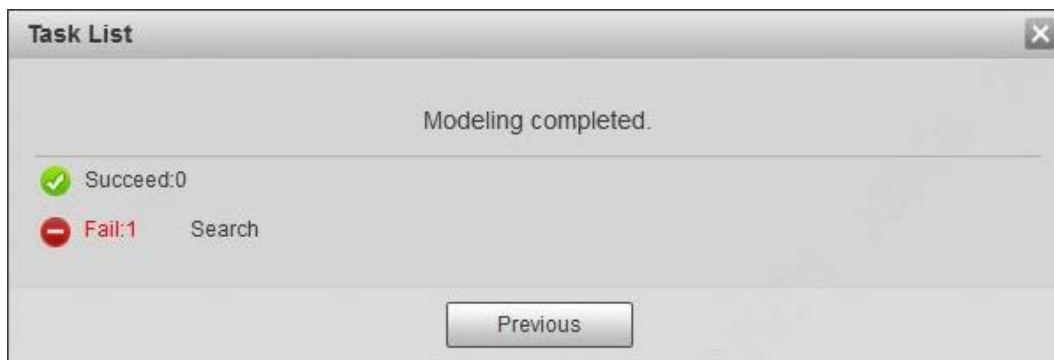 Task List
Modeling completed.
Succeed:0
Fail:1 Search
Previous